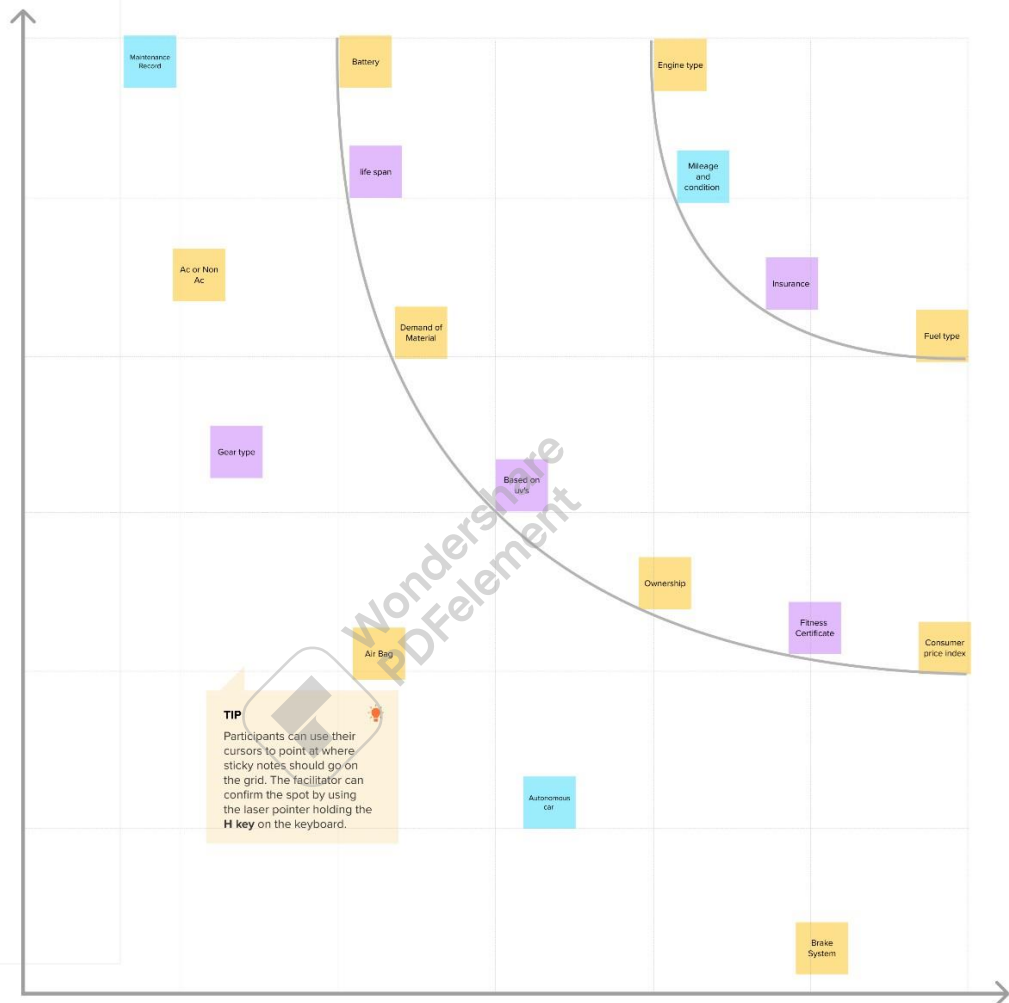 Maintenance
Record
Battery
Engine type
life span
Mileage
and
condition
Ac or Non
Ac
Insurance
Demand of
Material
Fuel type
Gear type
Based on
uv's
Ownership
Fitness
Certificate
Consumer
price index
Air Bag
Wondershare
PDFelement
TIP
Participants can use their
cursors to point at where
sticky notes should go on
the grid. The facilitator can
confirm the spot by using
the laser pointer holding the
H key on the keyboard.
Autonomous
car
Brake
System